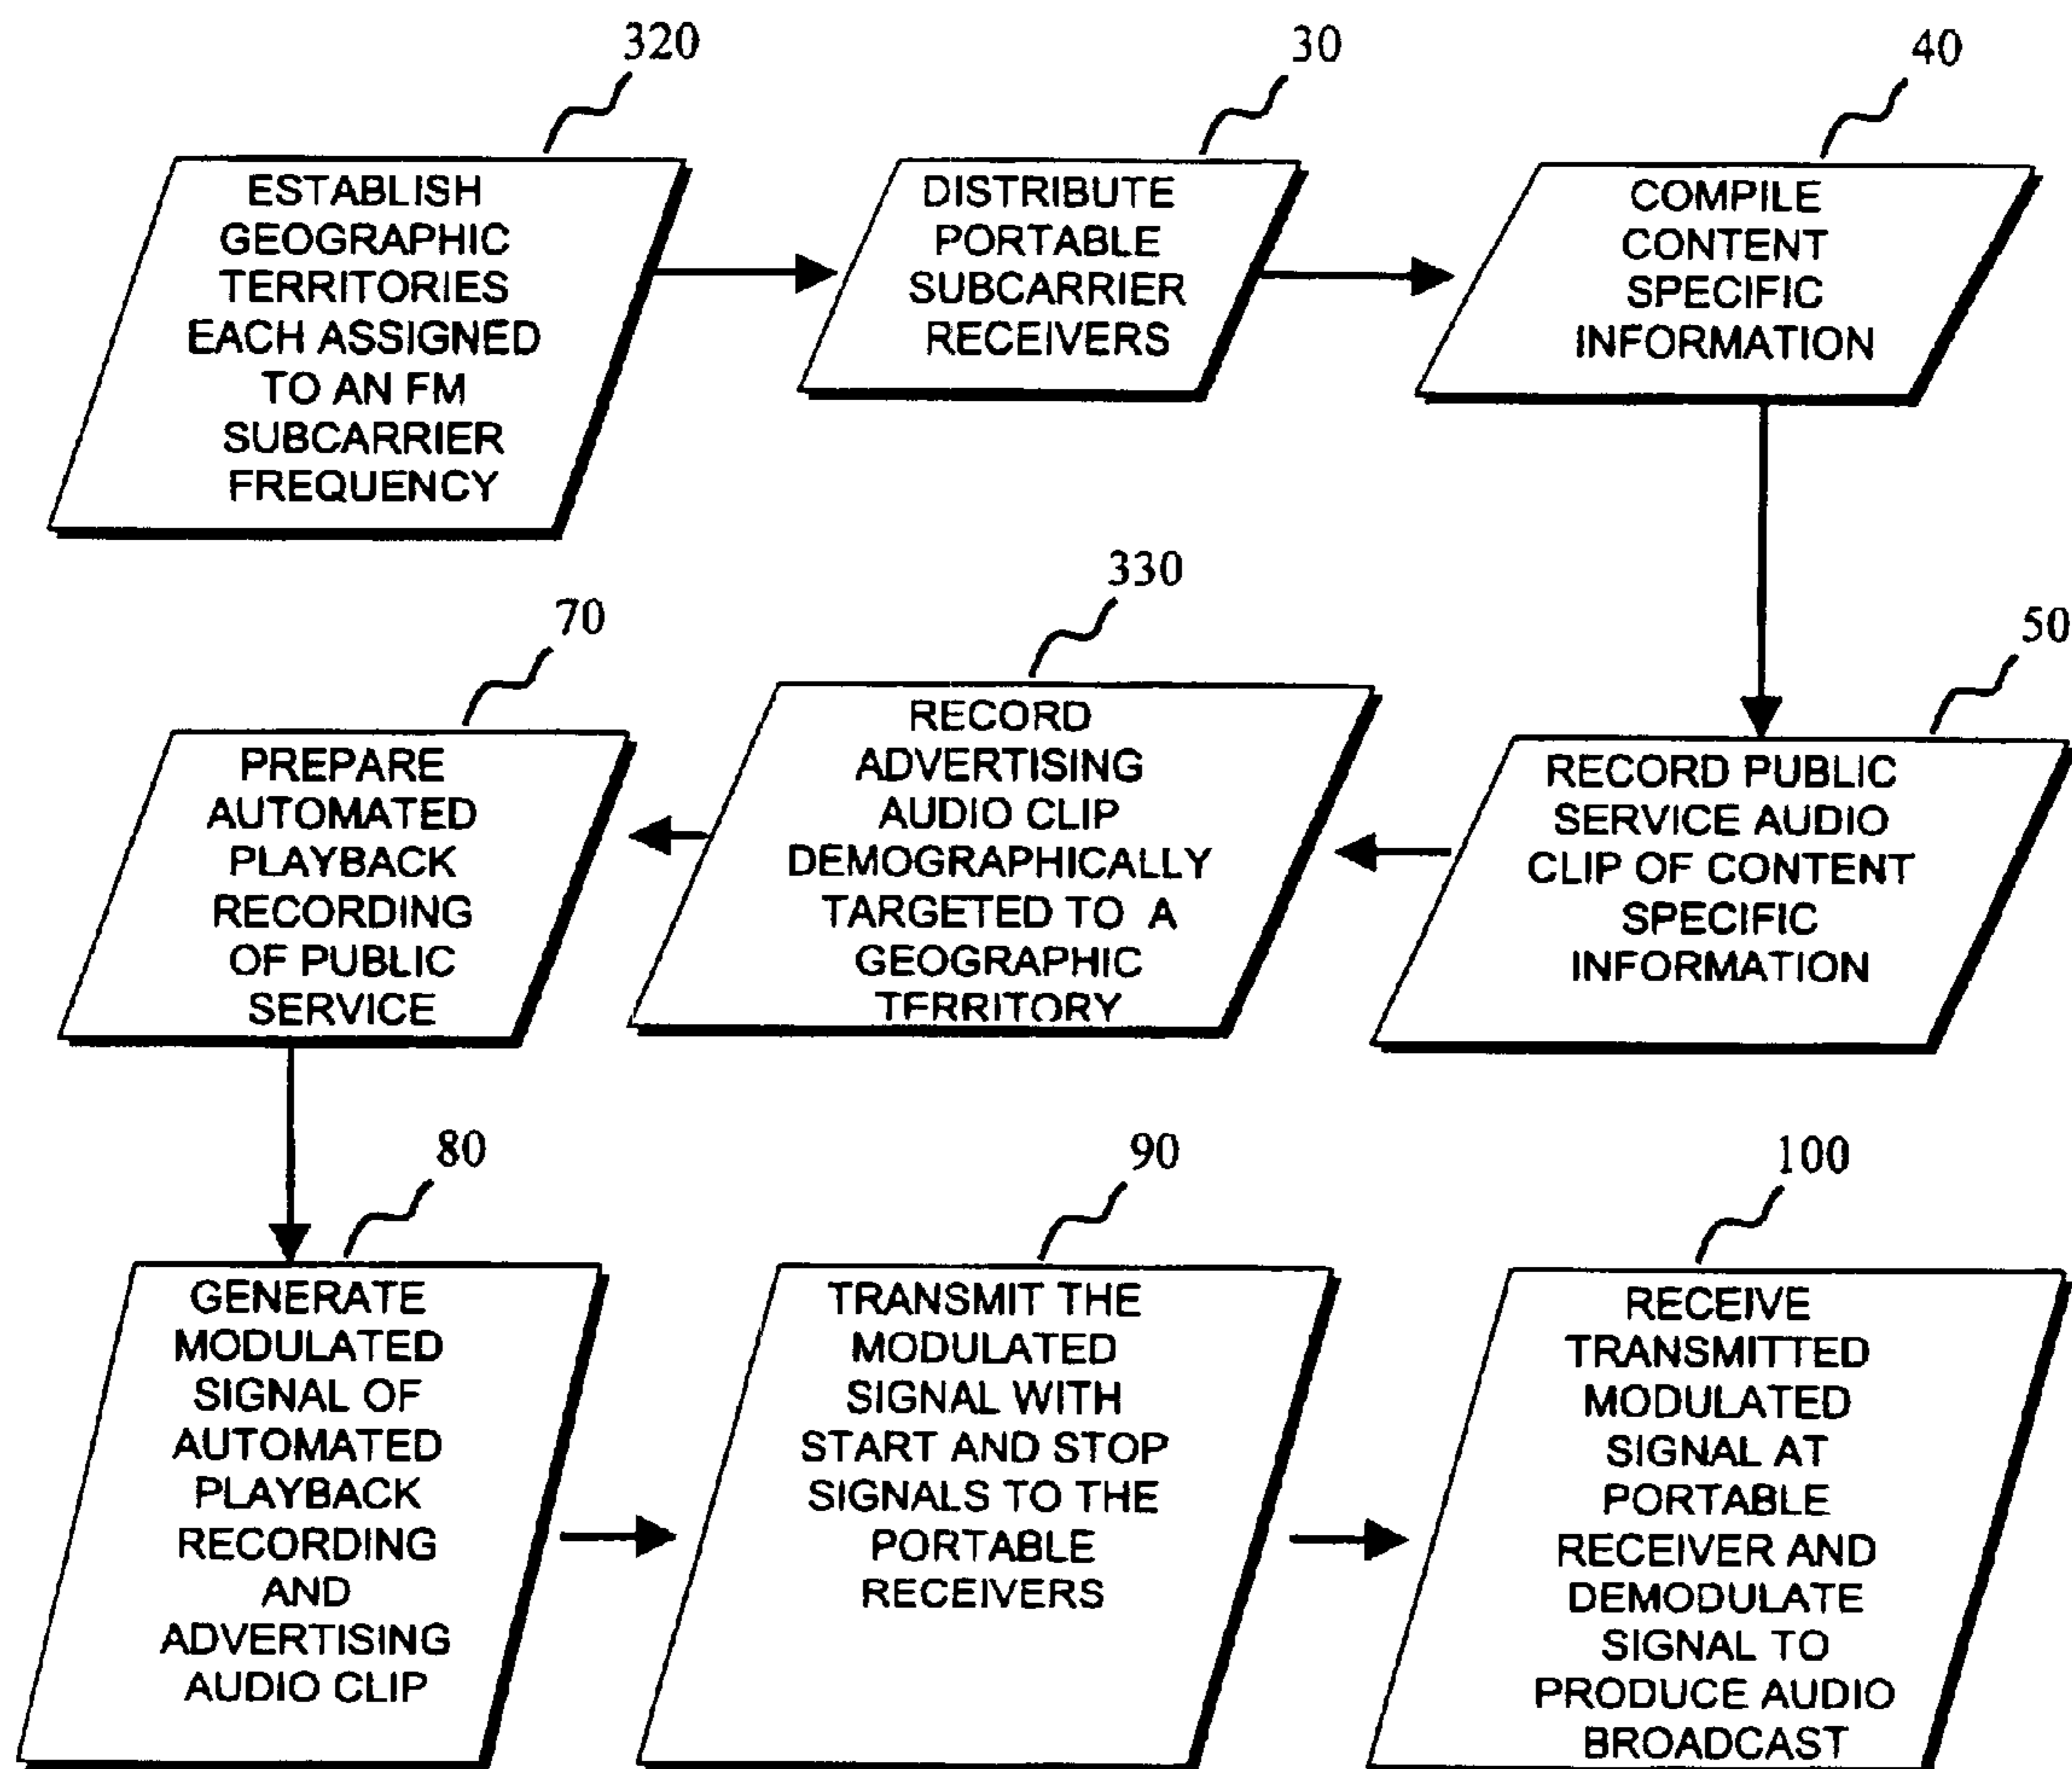 320
ESTABLISH
GEOGRAPHIC
TERRITORIES
EACH ASSIGNED
TO AN FM
SUBCARRIER
FREQUENCY
30
DISTRIBUTE
PORTABLE
SUBCARRIER
RECEIVERS
40
COMPILE
CONTENT
SPECIFIC
INFORMATION
50
RECORD PUBLIC
SERVICE AUDIO
CLIP OF CONTENT
SPECIFIC
INFORMATION
330
RECORD
ADVERTISING
AUDIO CLIP
DEMOGRAPHICALLY
TARGETED TO A
GEOGRAPHIC
TERRITORY
70
PREPARE
AUTOMATED
PLAYBACK
RECORDING
OF PUBLIC
SERVICE
80
GENERATE
MODULATED
SIGNAL OF
AUTOMATED
PLAYBACK
RECORDING
AND
ADVERTISING
AUDIO CLIP
90
TRANSMIT THE
MODULATED
SIGNAL WITH
START AND STOP
SIGNALS TO THE
PORTABLE
RECEIVERS
100
RECEIVE
TRANSMITTED
MODULATED
SIGNAL AT
PORTABLE
RECEIVER AND
DEMODULATE
SIGNAL TO
PRODUCE AUDIO
BROADCAST